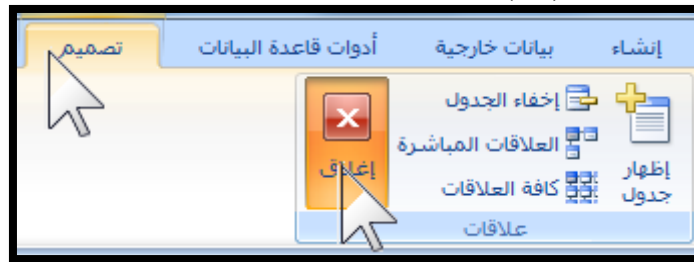 إنشاء بيانات خارجية أدوات قاعدة البيانات تصميم
إظهار جدول
إخفاء الجدول
العلاقات المباشرة
كافة العلاقات
إغلاق
علاقات